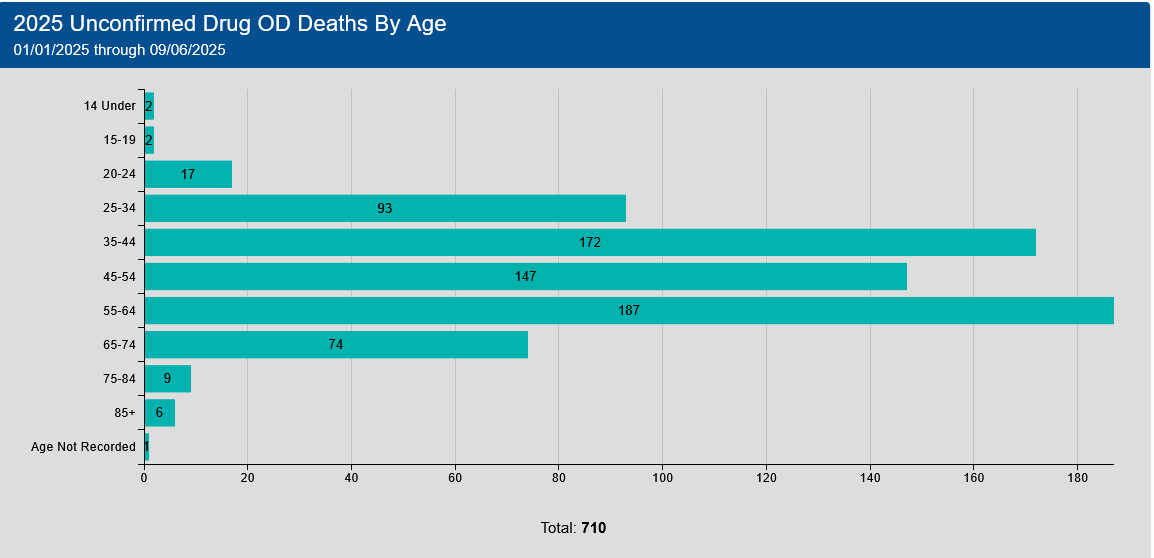 2025 Unconfirmed Drug OD Deaths By Age
01/01/2025 through 09/06/2025
14 Under 2
15-19 2
20-24 17
25-34 93
35-44 172
45-54 147
55-64 187
65-74 74
75-84 9
85+ 6
Age Not Recorded 1
0 20 40 60 80 100 120 140 160 180
Total: 710